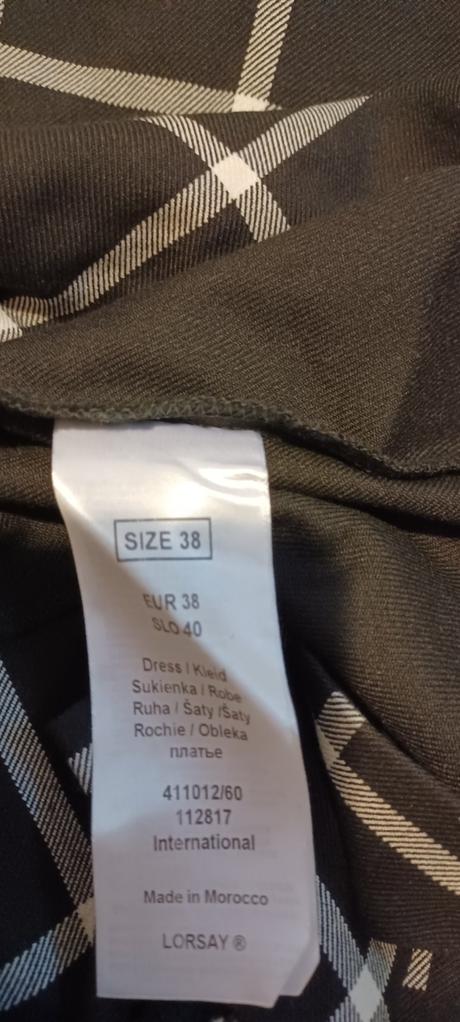 SIZE 38
EUR 38
SLO 40
Dress / Kleid
Sukienka / Robe
Ruha / Šaty /Šaty
Rochie / Obleka
платье
411012/60
112817
International
Made in Morocco
LORSAY ®